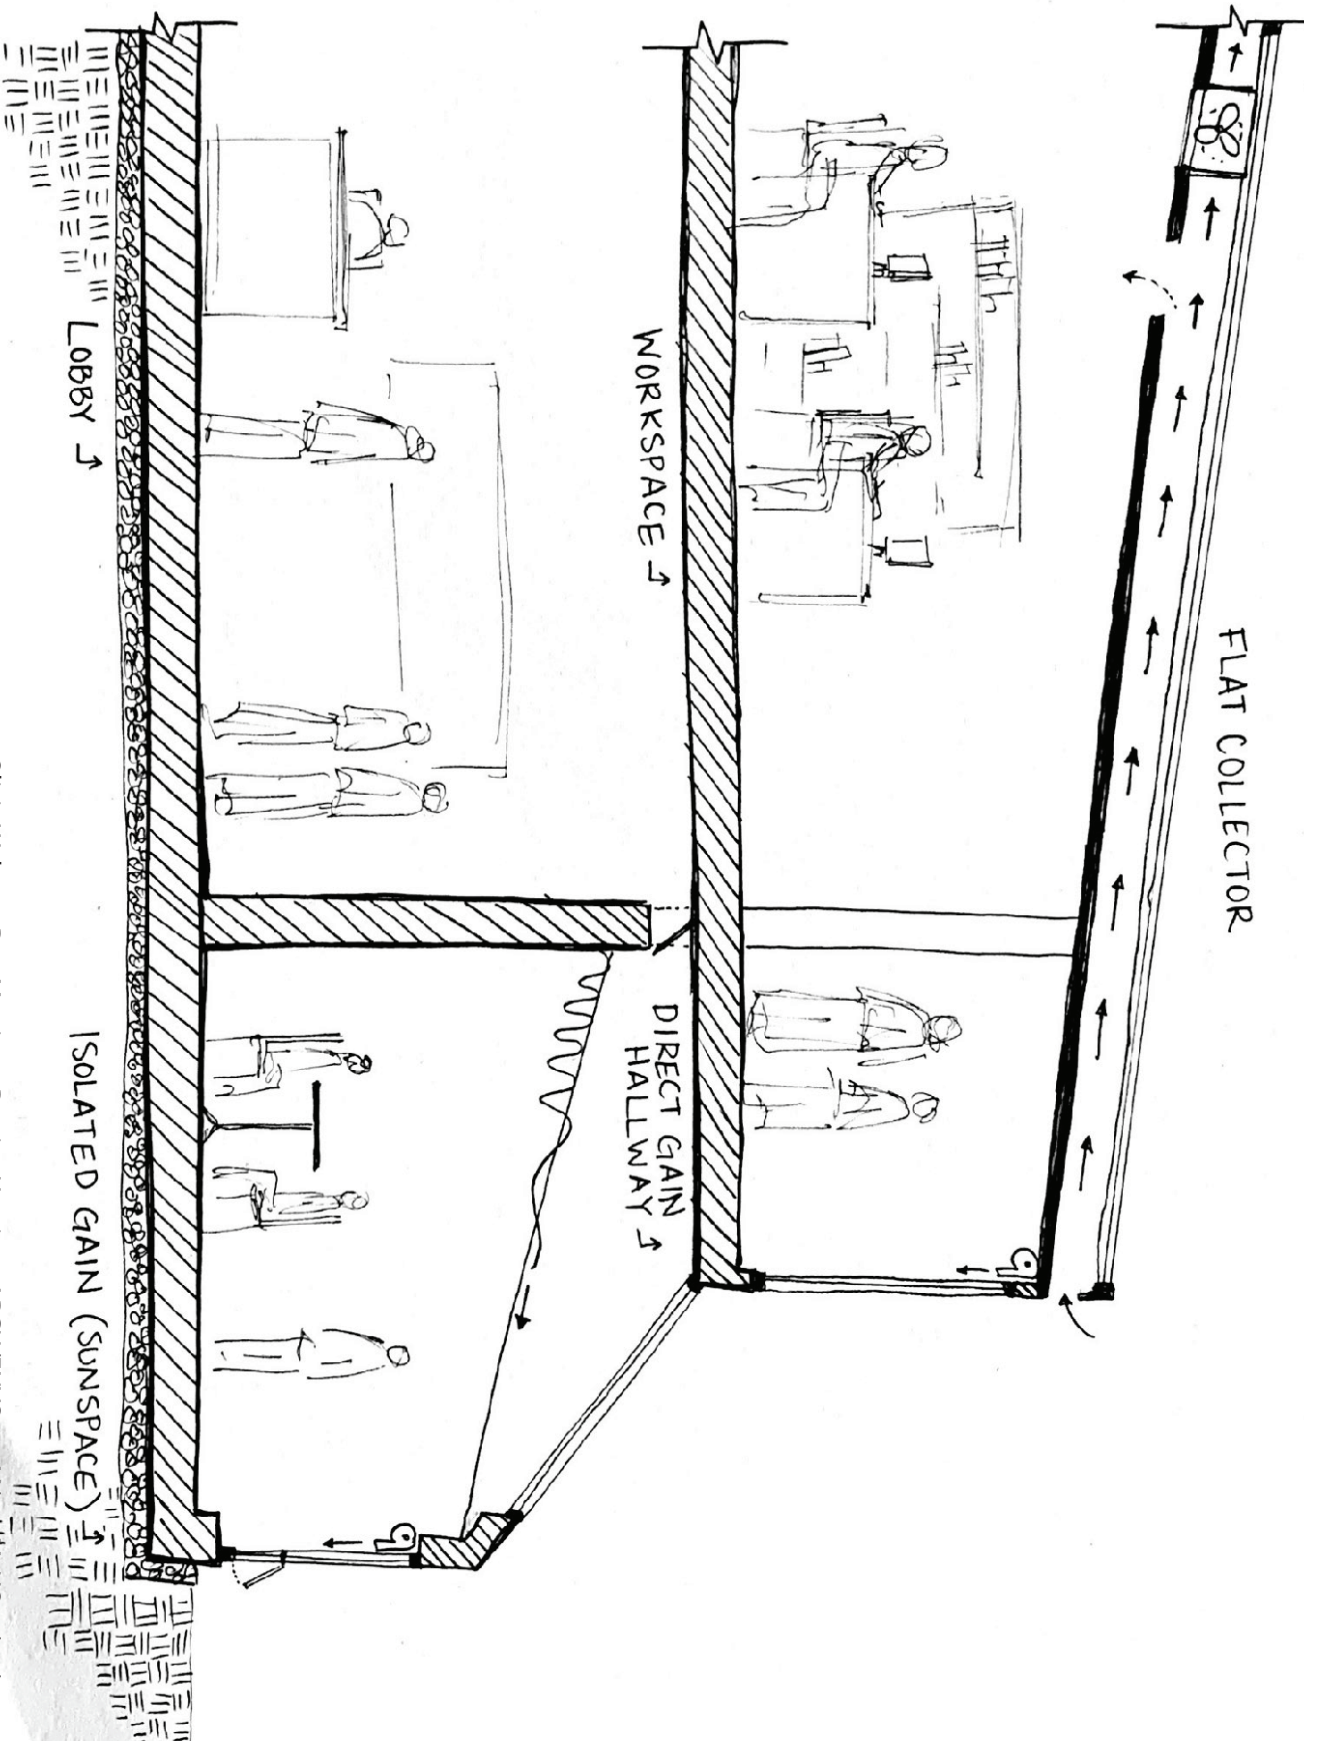 FLAT COLLECTOR
WORKSPACE
DIRECT GAIN
HALLWAY
LOBBY
ISOLATED GAIN (SUNSPACE)